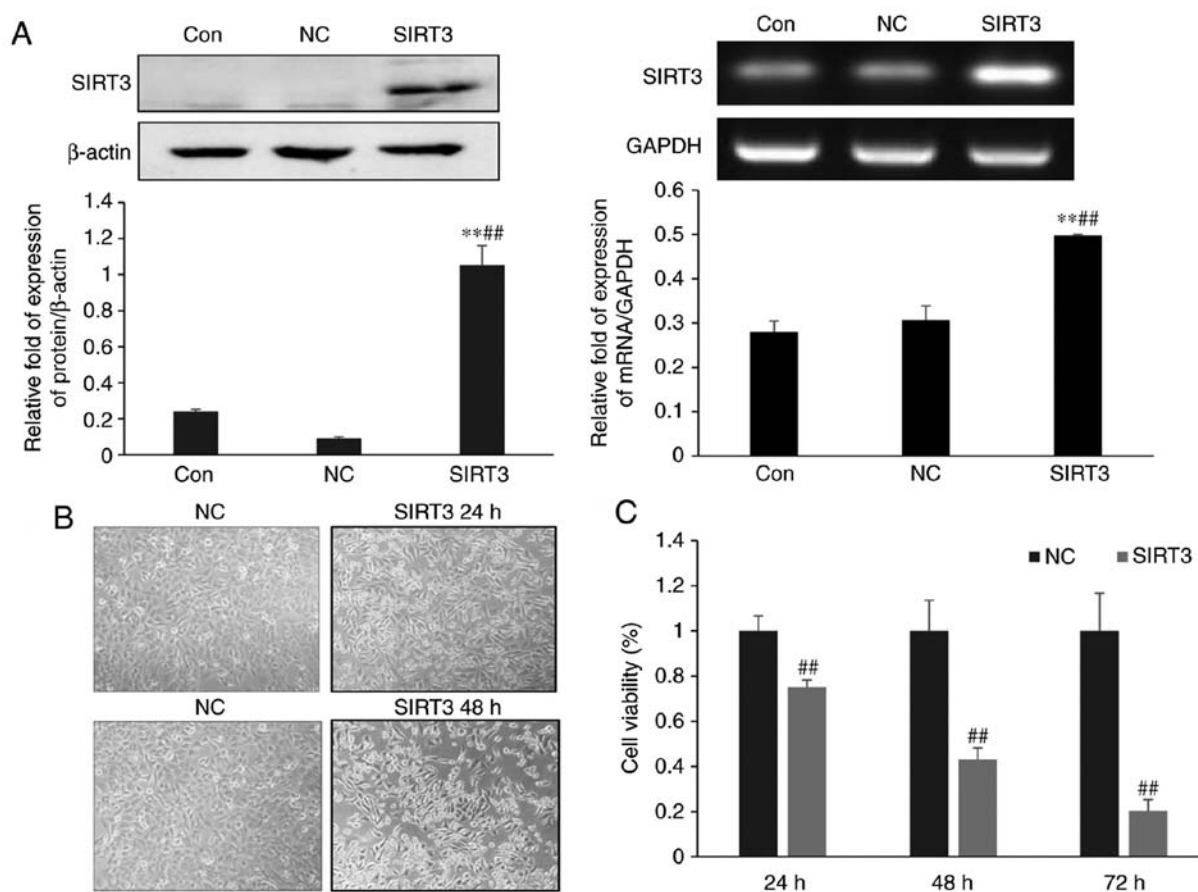 A
Con NC SIRT3
SIRT3
β-actin
Relative fold of expression
of protein/β-actin
1.4
1.2
1
0.8
0.6
0.4
0.2
0
**##
Con NC SIRT3
Con NC SIRT3
SIRT3
GAPDH
Relative fold of expression
of mRNA/GAPDH
0.6
0.5
0.3
0.3
0.2
0.1
0
**##
Con NC SIRT3
B
NC SIRT3 24 h
NC SIRT3 48 h
C
Cell viability (%)
1.4
1.2
1
0.8
0.6
0.4
0.2
0
NC SIRT3
##
##
##
24 h 48 h 72 h